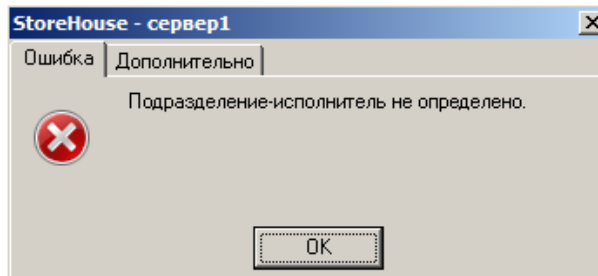 StoreHouse - сервер1
Ошибка Дополнительно
Подразделение-исполнитель не определено.
OK